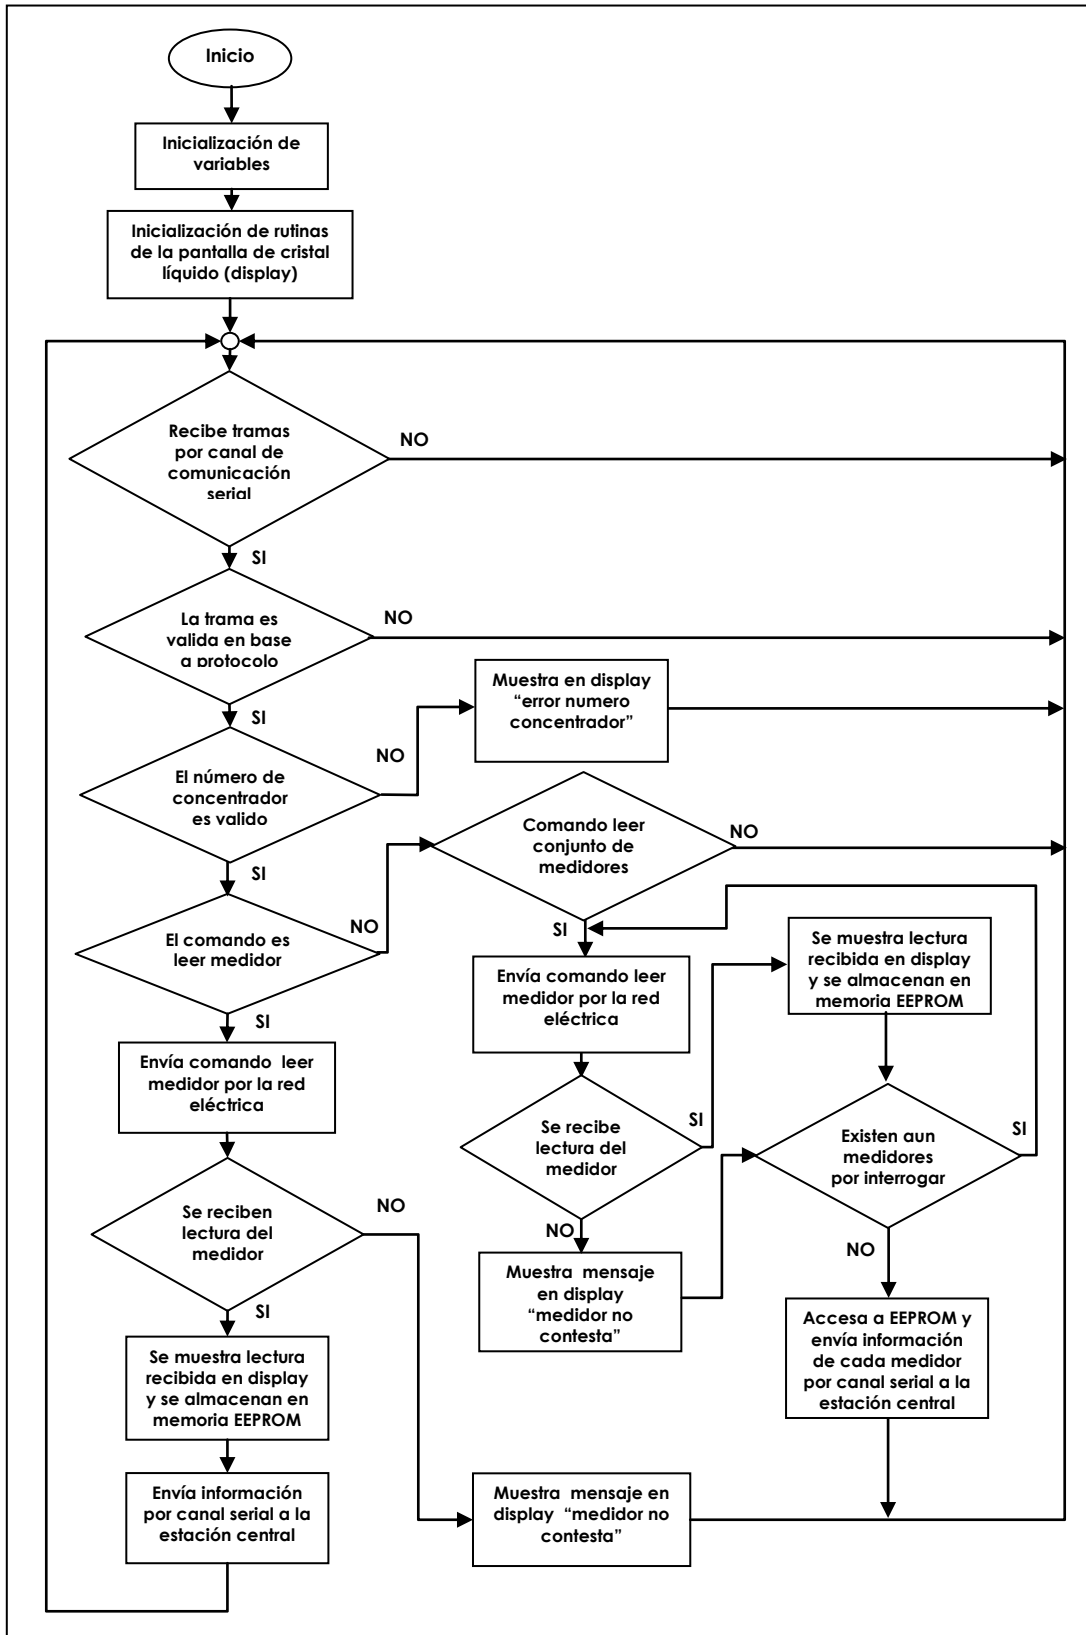 Inicio
Inicialización de
variables
Inicialización de rutinas
de la pantalla de cristal
líquido (display)
Recibe tramas
por canal de
comunicación
serial
NO
SI
La trama es
valida en base
a protocolo
NO
SI
Muestra en display
“error numero
concentrador”
El número de
concentrador
es valido
NO
SI
Comando leer
conjunto de
medidores
NO
SI
El comando es
leer medidor
NO
SI
Envía comando leer
medidor por la red
eléctrica
Se muestra lectura
recibida en display
y se almacenan en
memoria EEPROM
Envía comando  leer
medidor por la red
eléctrica
Se recibe
lectura del
medidor
SI
NO
Existen aun
medidores
por interrogar
SI
NO
Se reciben
lectura del
medidor
NO
SI
Muestra  mensaje
en display
“medidor no
contesta”
Accesa a EEPROM y
envía información
de cada medidor
por canal serial a la
estación central
Se muestra lectura
recibida en display
y se almacenan en
memoria EEPROM
Envía información
por canal serial a la
estación central
Muestra  mensaje en
display  “medidor no
contesta”